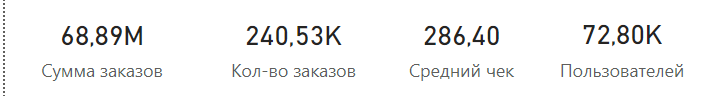 68,89M 240,53K 286,40 72,80K
Сумма заказов Кол-во заказов Средний чек Пользователей